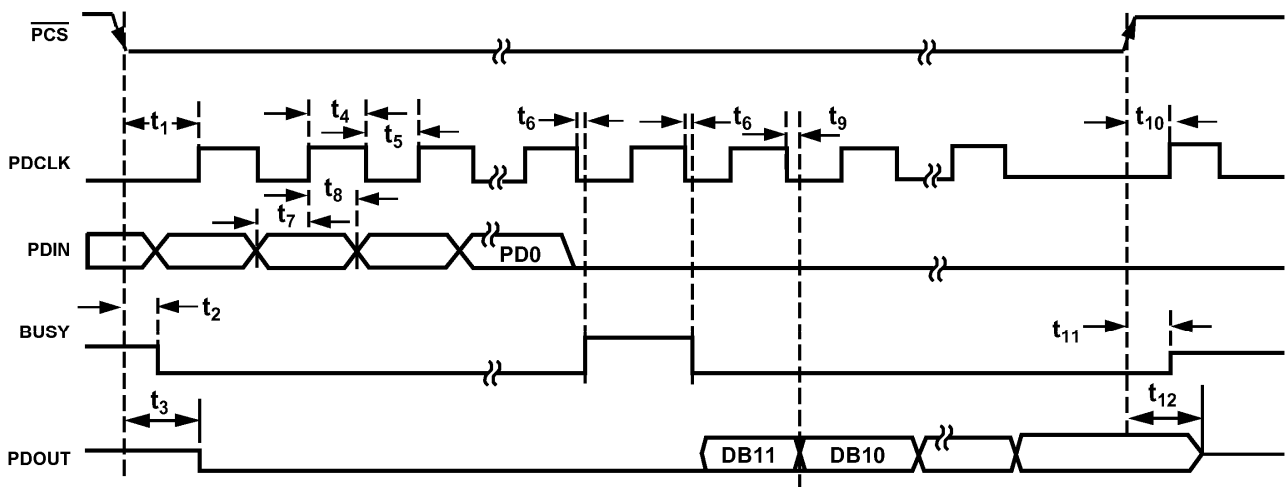 PCS
t1
t4
t5
t6
t6
t9
t10
PDCLK
t8
t7
PDIN
PD0
t2
BUSY
t11
t3
t12
PDOUT
DB11
DB10